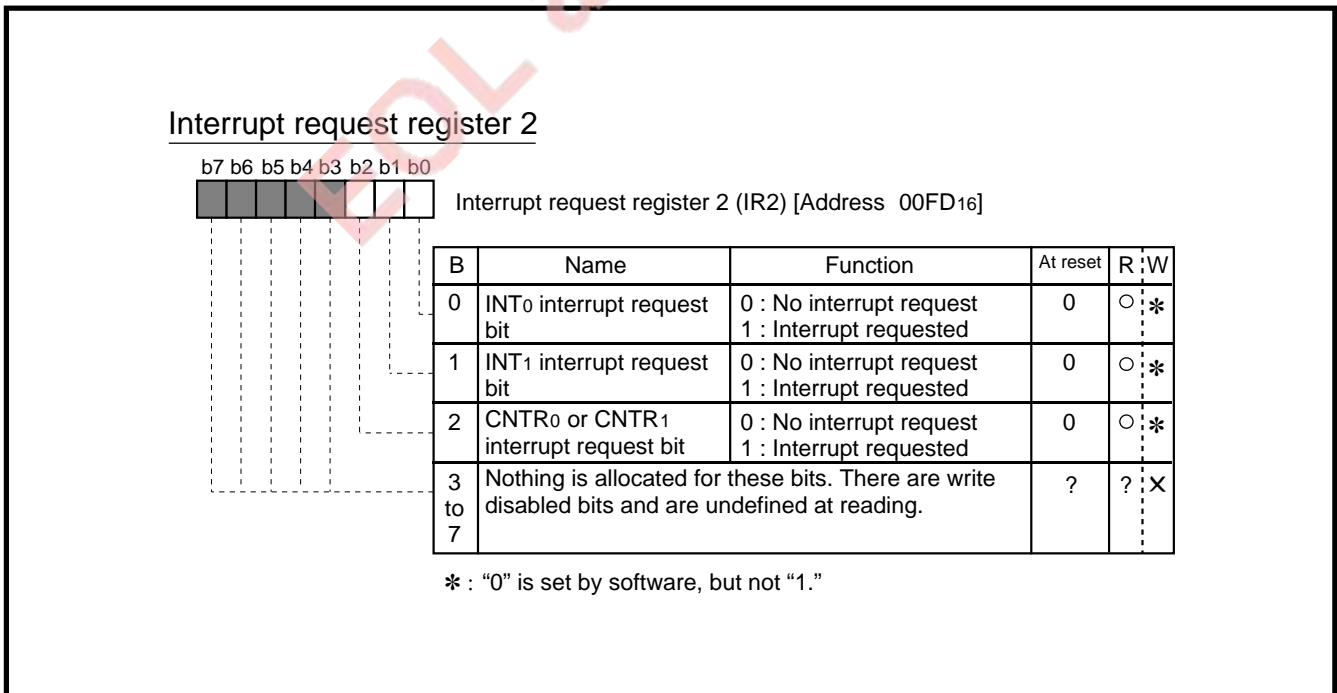 EOL a
Interrupt request register 2
b7 b6 b5 b4 b3 b2 b1 b0
Interrupt request register 2 (IR2) [Address 00FD16]
B Name Function At reset R W
0 INT0 interrupt request bit 0 : No interrupt request 1 : Interrupt requested 0 ○ ✻
1 INT1 interrupt request bit 0 : No interrupt request 1 : Interrupt requested 0 ○ ✻
2 CNTR0 or CNTR1 interrupt request bit 0 : No interrupt request 1 : Interrupt requested 0 ○ ✻
3 to 7 Nothing is allocated for these bits. There are write disabled bits and are undefined at reading. ? ? ×
✻ : “0” is set by software, but not “1.”